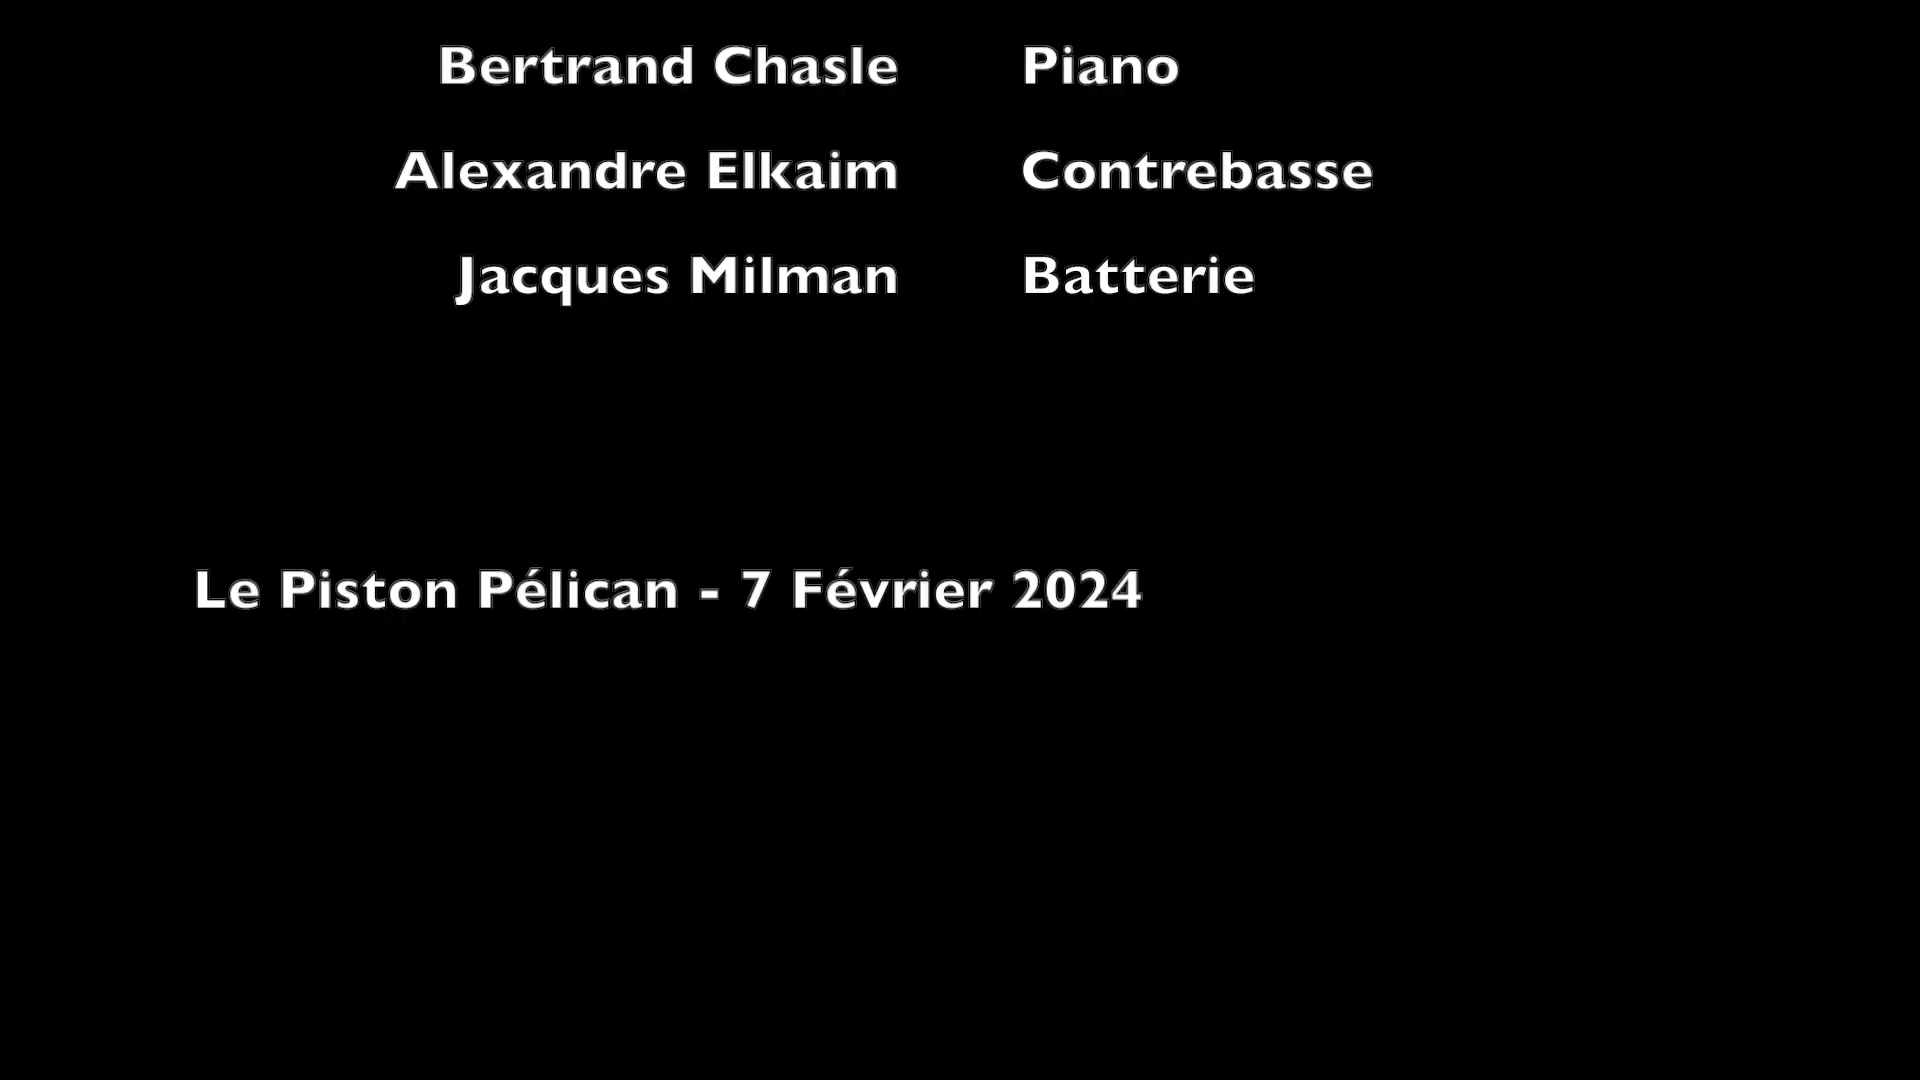 Bertrand Chasle Piano
Alexandre Elkaim Contrebasse
Jacques Milman Batterie
Le Piston Pélican - 7 Février 2024